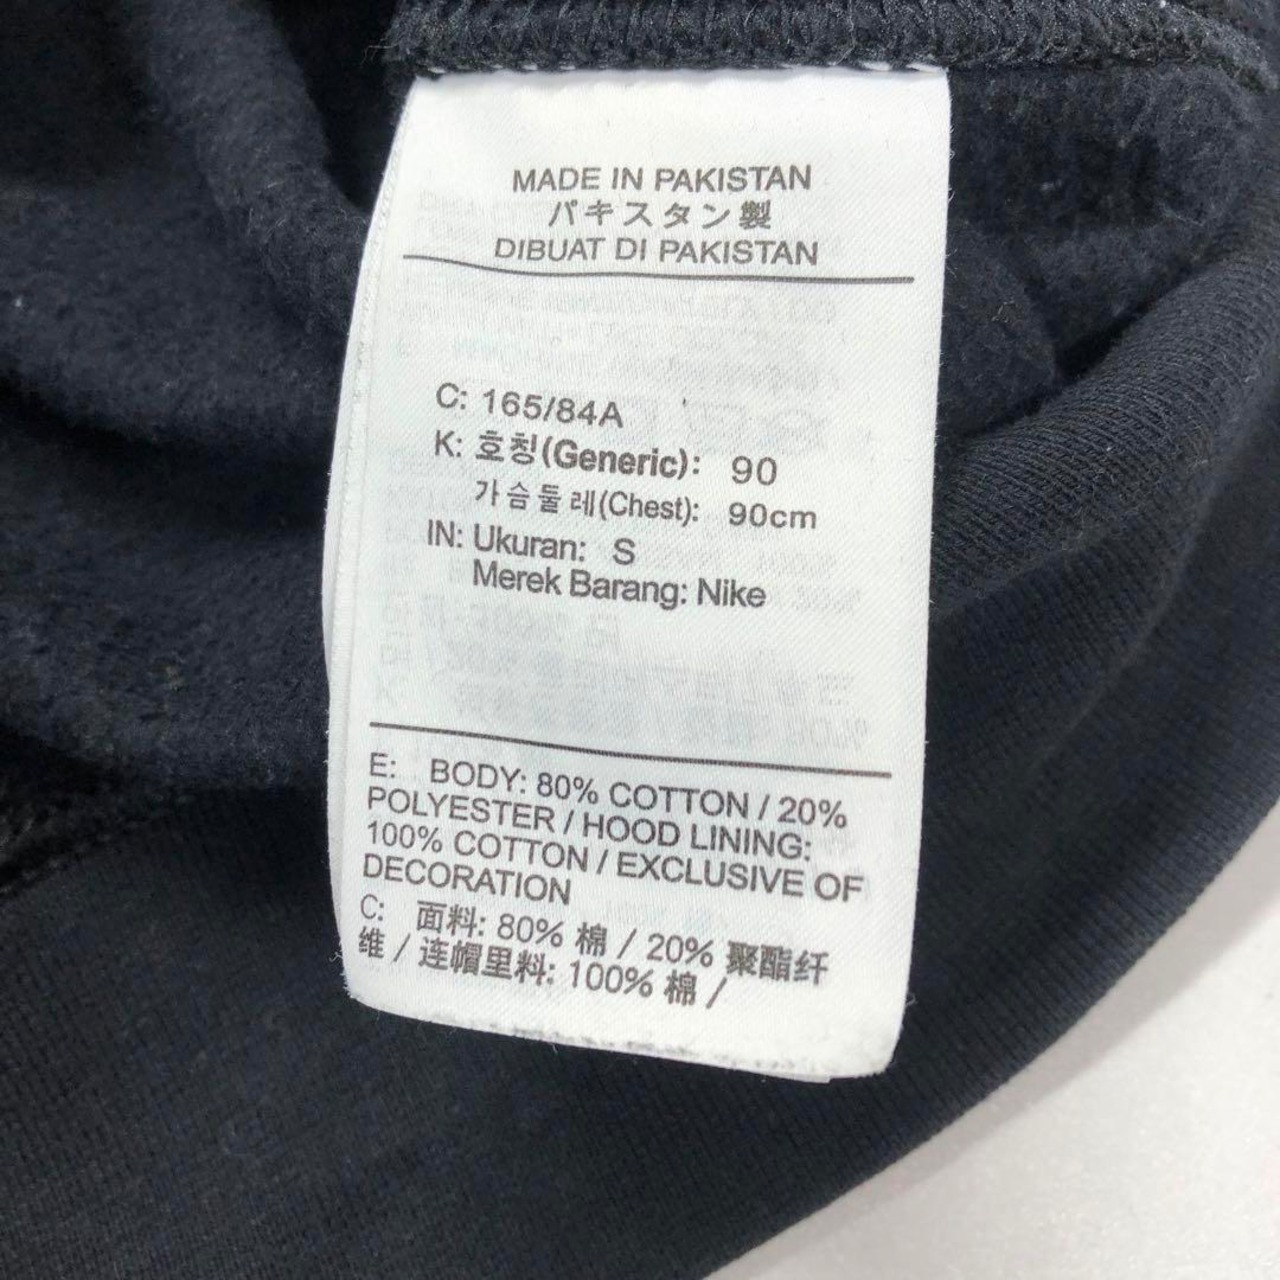 MADE IN PAKISTAN
パキスタン製
DIBUAT DI PAKISTAN
C: 165/84A
K: 호칭(Generic): 90
가슴둘레(Chest): 90cm
IN: Ukuran: S
Merek Barang: Nike
E: BODY: 80% COTTON / 20%
POLYESTER / HOOD LINING:
100% COTTON / EXCLUSIVE OF
DECORATION
C: 面料: 80% 棉 / 20% 聚酯纤
维 / 连帽里料: 100% 棉 /